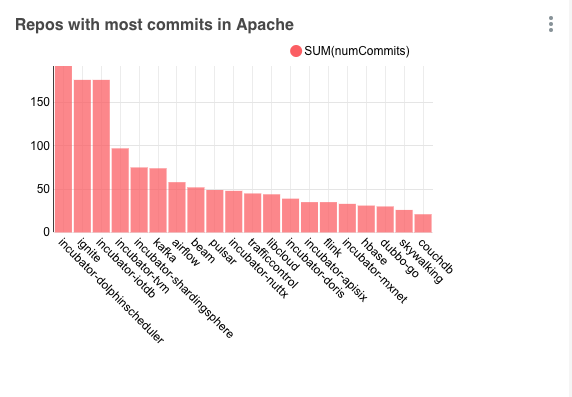 Repos with most commits in Apache
SUM(numCommits)
150
100
50
0
incubator-dolphinscheduler
ignite
incubator-iotdb
incubator-tvm
incubator-shardingsphere
kafka
airflow
beam
pulsar
incubator-nuttx
trafficcontrol
libcloud
incubator-doris
incubator-apisix
flink
incubator-mxnet
hbase
dubbo-go
skywalking
couchdb